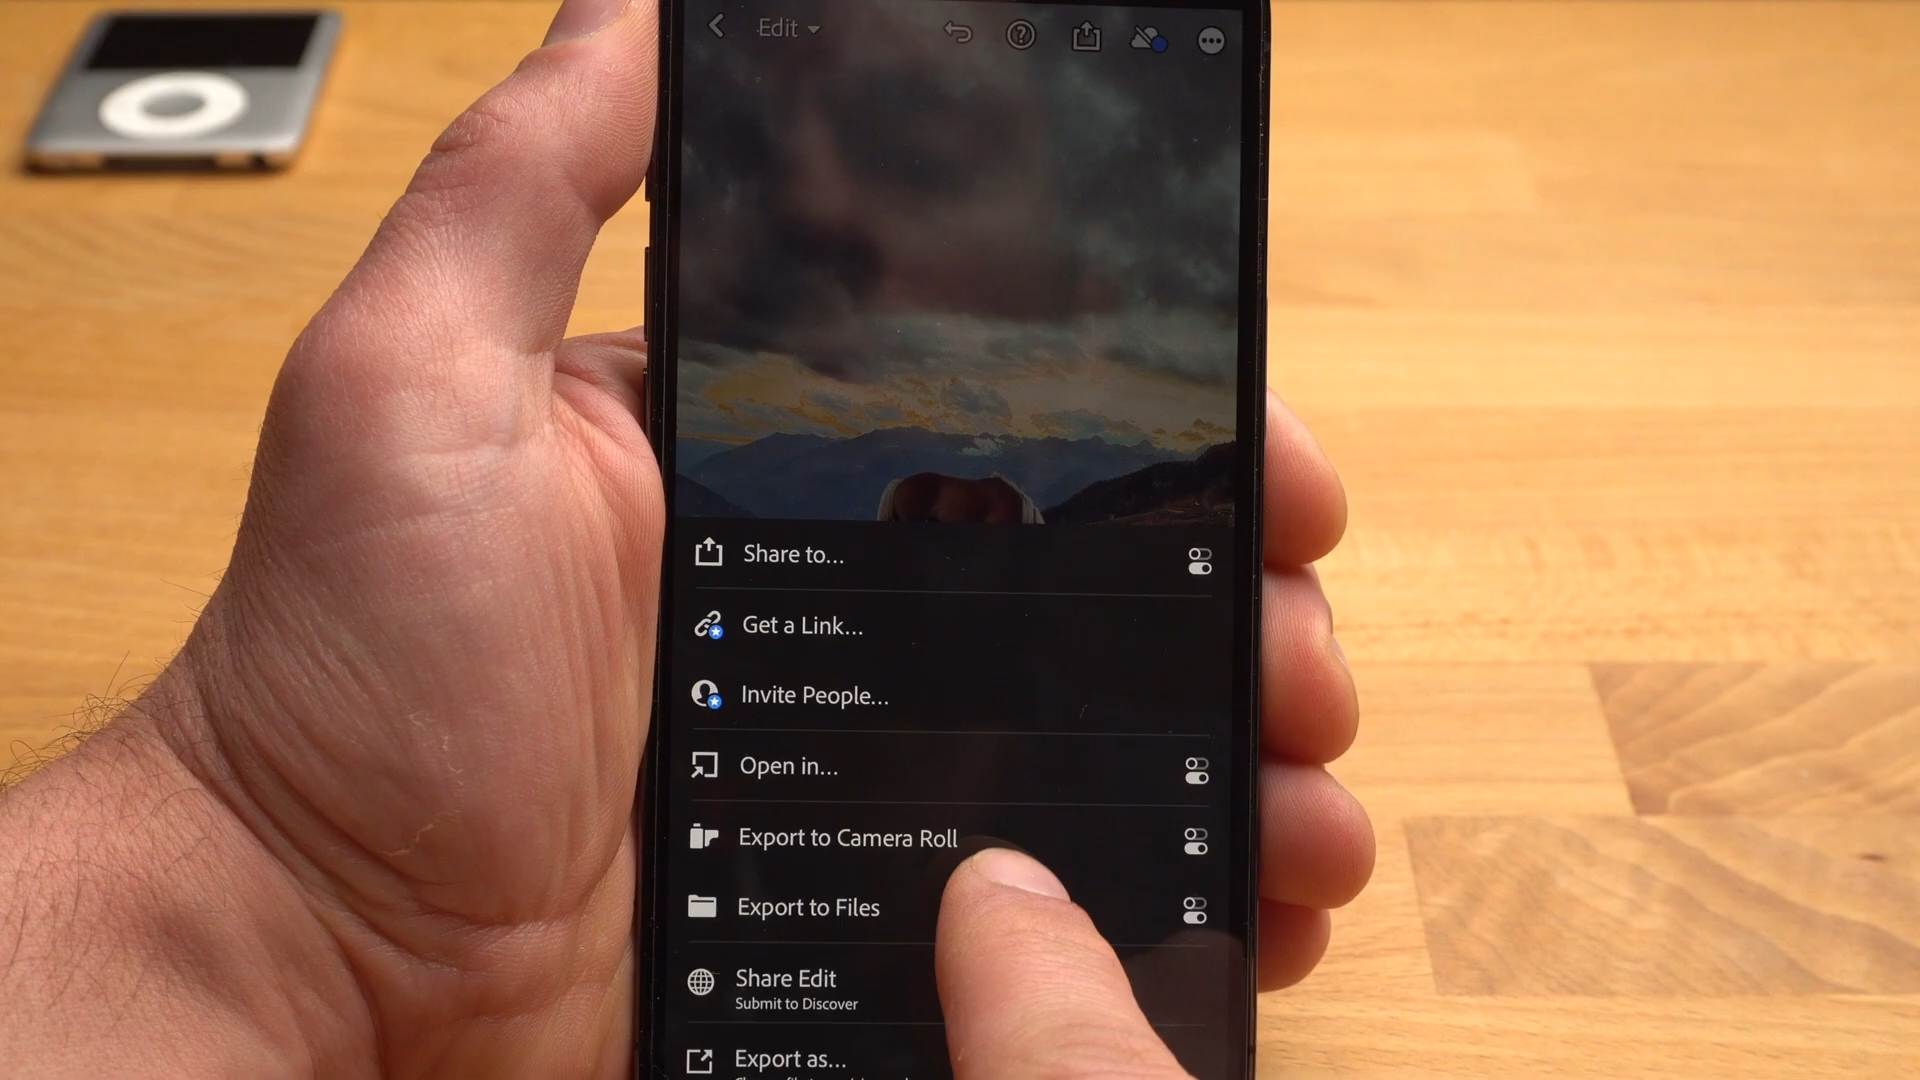 Edit
Share to...
Get a Link...
Invite People...
Open in...
Export to Camera Roll
Export to Files
Share Edit
Submit to Discover
Export as...